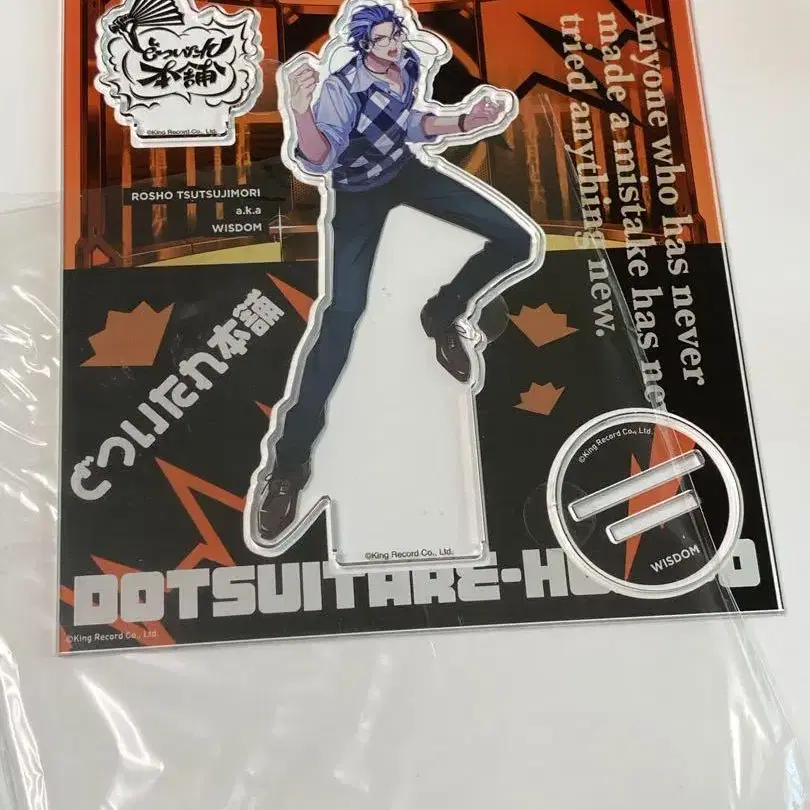 どついたれ
本舗
©King Record Co., Ltd.
ROSHO TSUTSUJIMORI
a.k.a
WISDOM
Anyone who has never
made a mistake has ne
tried anything new.
どついたれ本舗
©King Record Co., Ltd.
WISDOM
©King Record Co., Ltd.
DOTSUITARE-H
©King Record Co., Ltd.